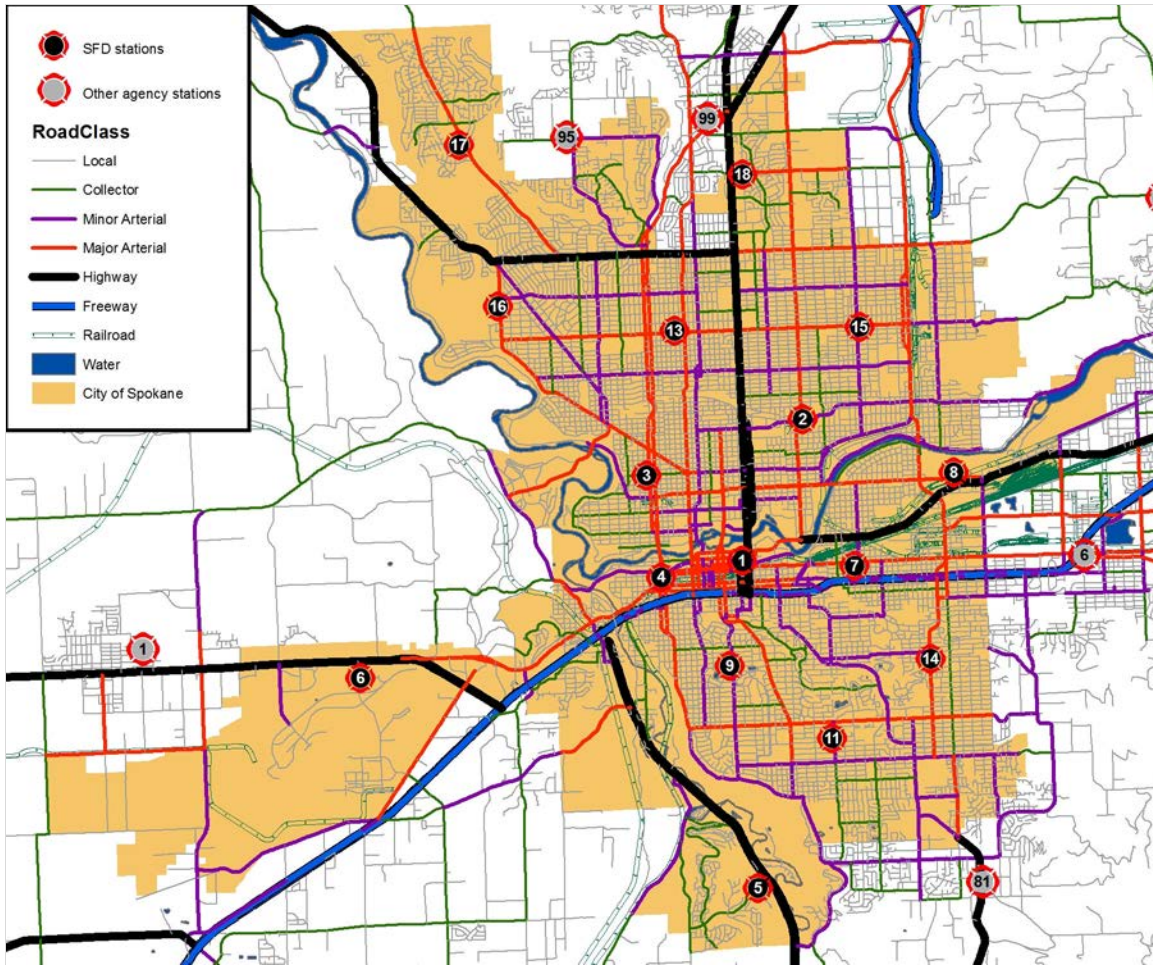 SFD stations
Other agency stations
RoadClass
Local
Collector
Minor Arterial
Major Arterial
Highway
Freeway
Railroad
Water
City of Spokane
99
95
17
18
16
13
15
2
3
8
1
7
6
4
1
9
14
6
11
5
81